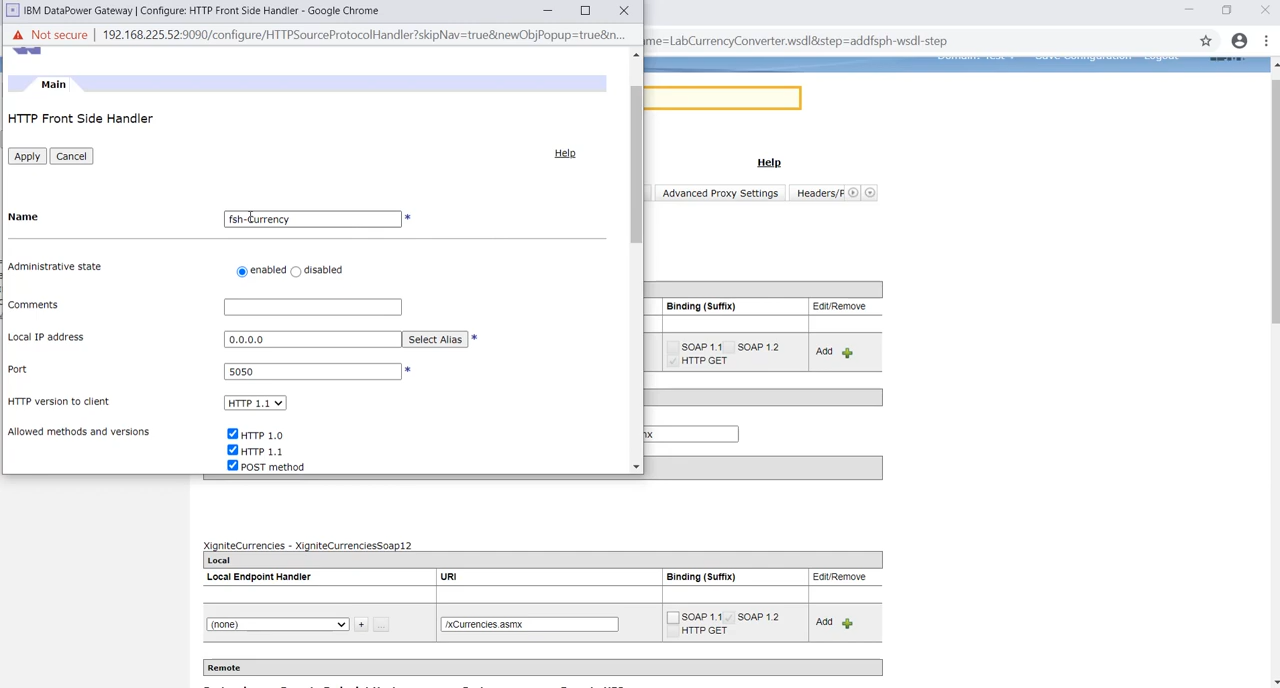 IBM DataPower Gateway | Configure: HTTP Front Side Handler - Google Chrome
Not secure | 192.168.225.52:9090/configure/HTTPSourceProtocolHandler?skipNav=true&newObjPopup=true&n...
ame=LabCurrencyConverter.wsdl&step=addfsph-wsdl-step
Main
HTTP Front Side Handler
Apply Cancel
Help
Name fsh-Currency *
Administrative state enabled disabled
Comments
Local IP address 0.0.0.0 Select Alias *
Port 5050 *
HTTP version to client HTTP 1.1
Allowed methods and versions HTTP 1.0
HTTP 1.1
POST method
Help
Advanced Proxy Settings Headers/P
Binding (Suffix) Edit/Remove
SOAP 1.1 SOAP 1.2
HTTP GET
Add
nx
XigniteCurrencies - XigniteCurrenciesSoap12
Local
Local Endpoint Handler URI Binding (Suffix) Edit/Remove
(none) + ... /xCurrencies.asmx SOAP 1.1 SOAP 1.2
HTTP GET
Add
Remote